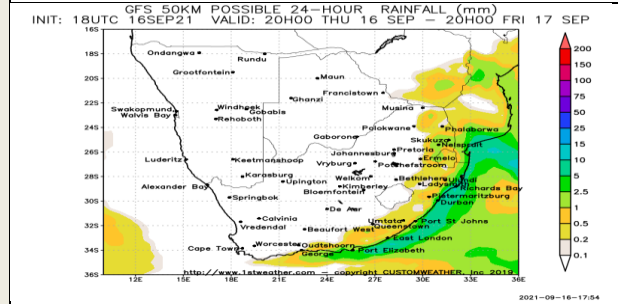 GFS 50KM POSSIBLE 24-HOUR RAINFALL (mm)
INIT: 18UTC 16SEP21 VALID: 20H00 THU 16 SEP – 20H00 FRI 17 SEP
16S
18S
20S
22S
24S
26S
28S
30S
32S
34S
36S
Ondangwa
Rundu
Grootfontein
Maun
Francistown
Ghanzi
Musina
Swakopmund
Windhoek
Gobabis
Walvis Bay
Rehoboth
Polokwane
Phalaborwa
Gaborone
Skukuza
Pretoria
Nelspruit
Johannesburg
Luderitz
Keetmanshoop
Vryburg
Potchefstroom
Ermelo
Karasburg
Upington
Welkom
Bethlehem
Ulundi
Alexander Bay
Kimberley
Ladysmith
Richards Bay
Bloemfontein
Springbok
Pietermaritzburg
Durban
De Aar
Calvinia
Umtata
Port St Johns
Vredendal
Beaufort West
Queenstown
East London
Cape Town
Worcester
Oudtshoorn
George
Port Elizabeth
http://www.1stweather.com – copyright CUSTOMWEATHER, Inc 2019
12E
15E
18E
21E
24E
27E
30E
33E
36E
200
150
100
75
50
25
15
10
5
2.5
1
0.5
0.2
0.1
2021-09-16-17:54